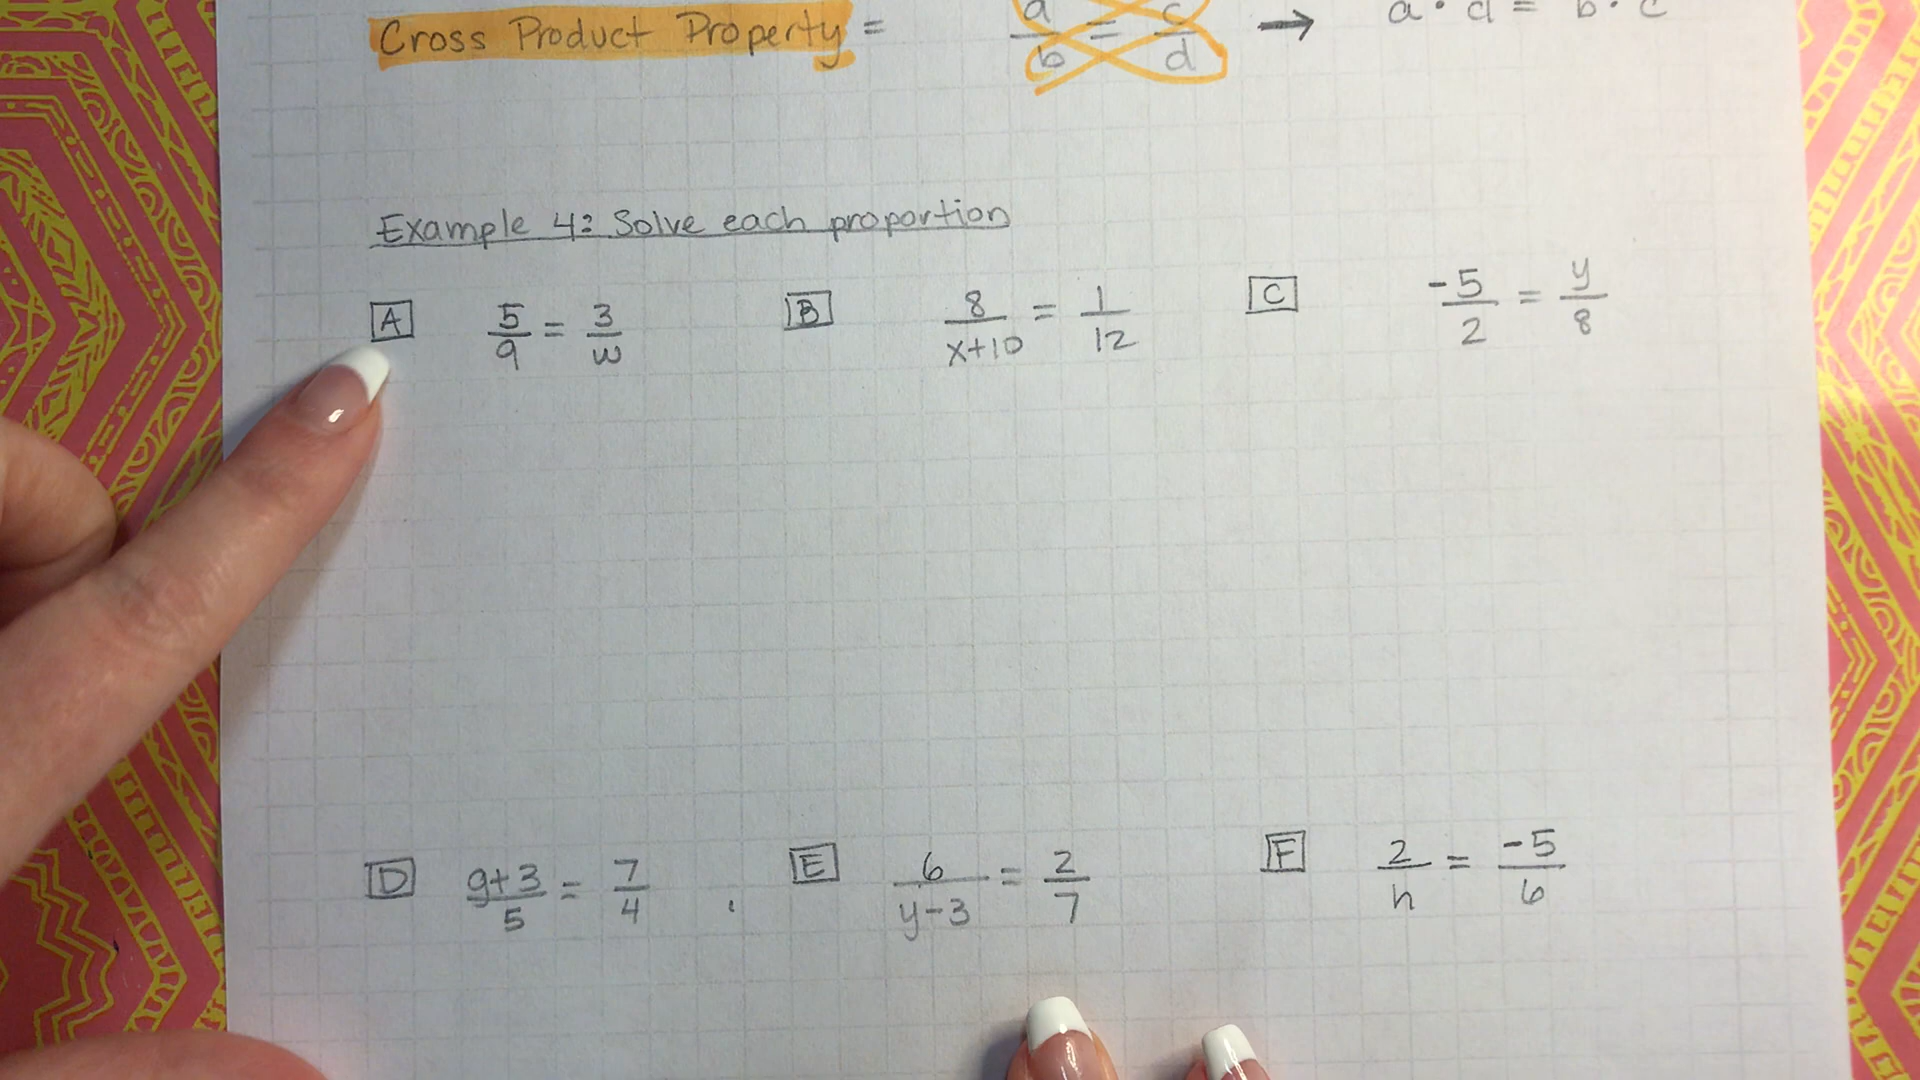 Cross Product Property = a/b = c/d → a · d = b · c
Example 4: Solve each proportion
A 5/9 = 3/w
B 8/x+10 = 1/12
C -5/2 = y/8
D g+3/5 = 7/4
E 6/y-3 = 2/7
F 2/h = -5/6